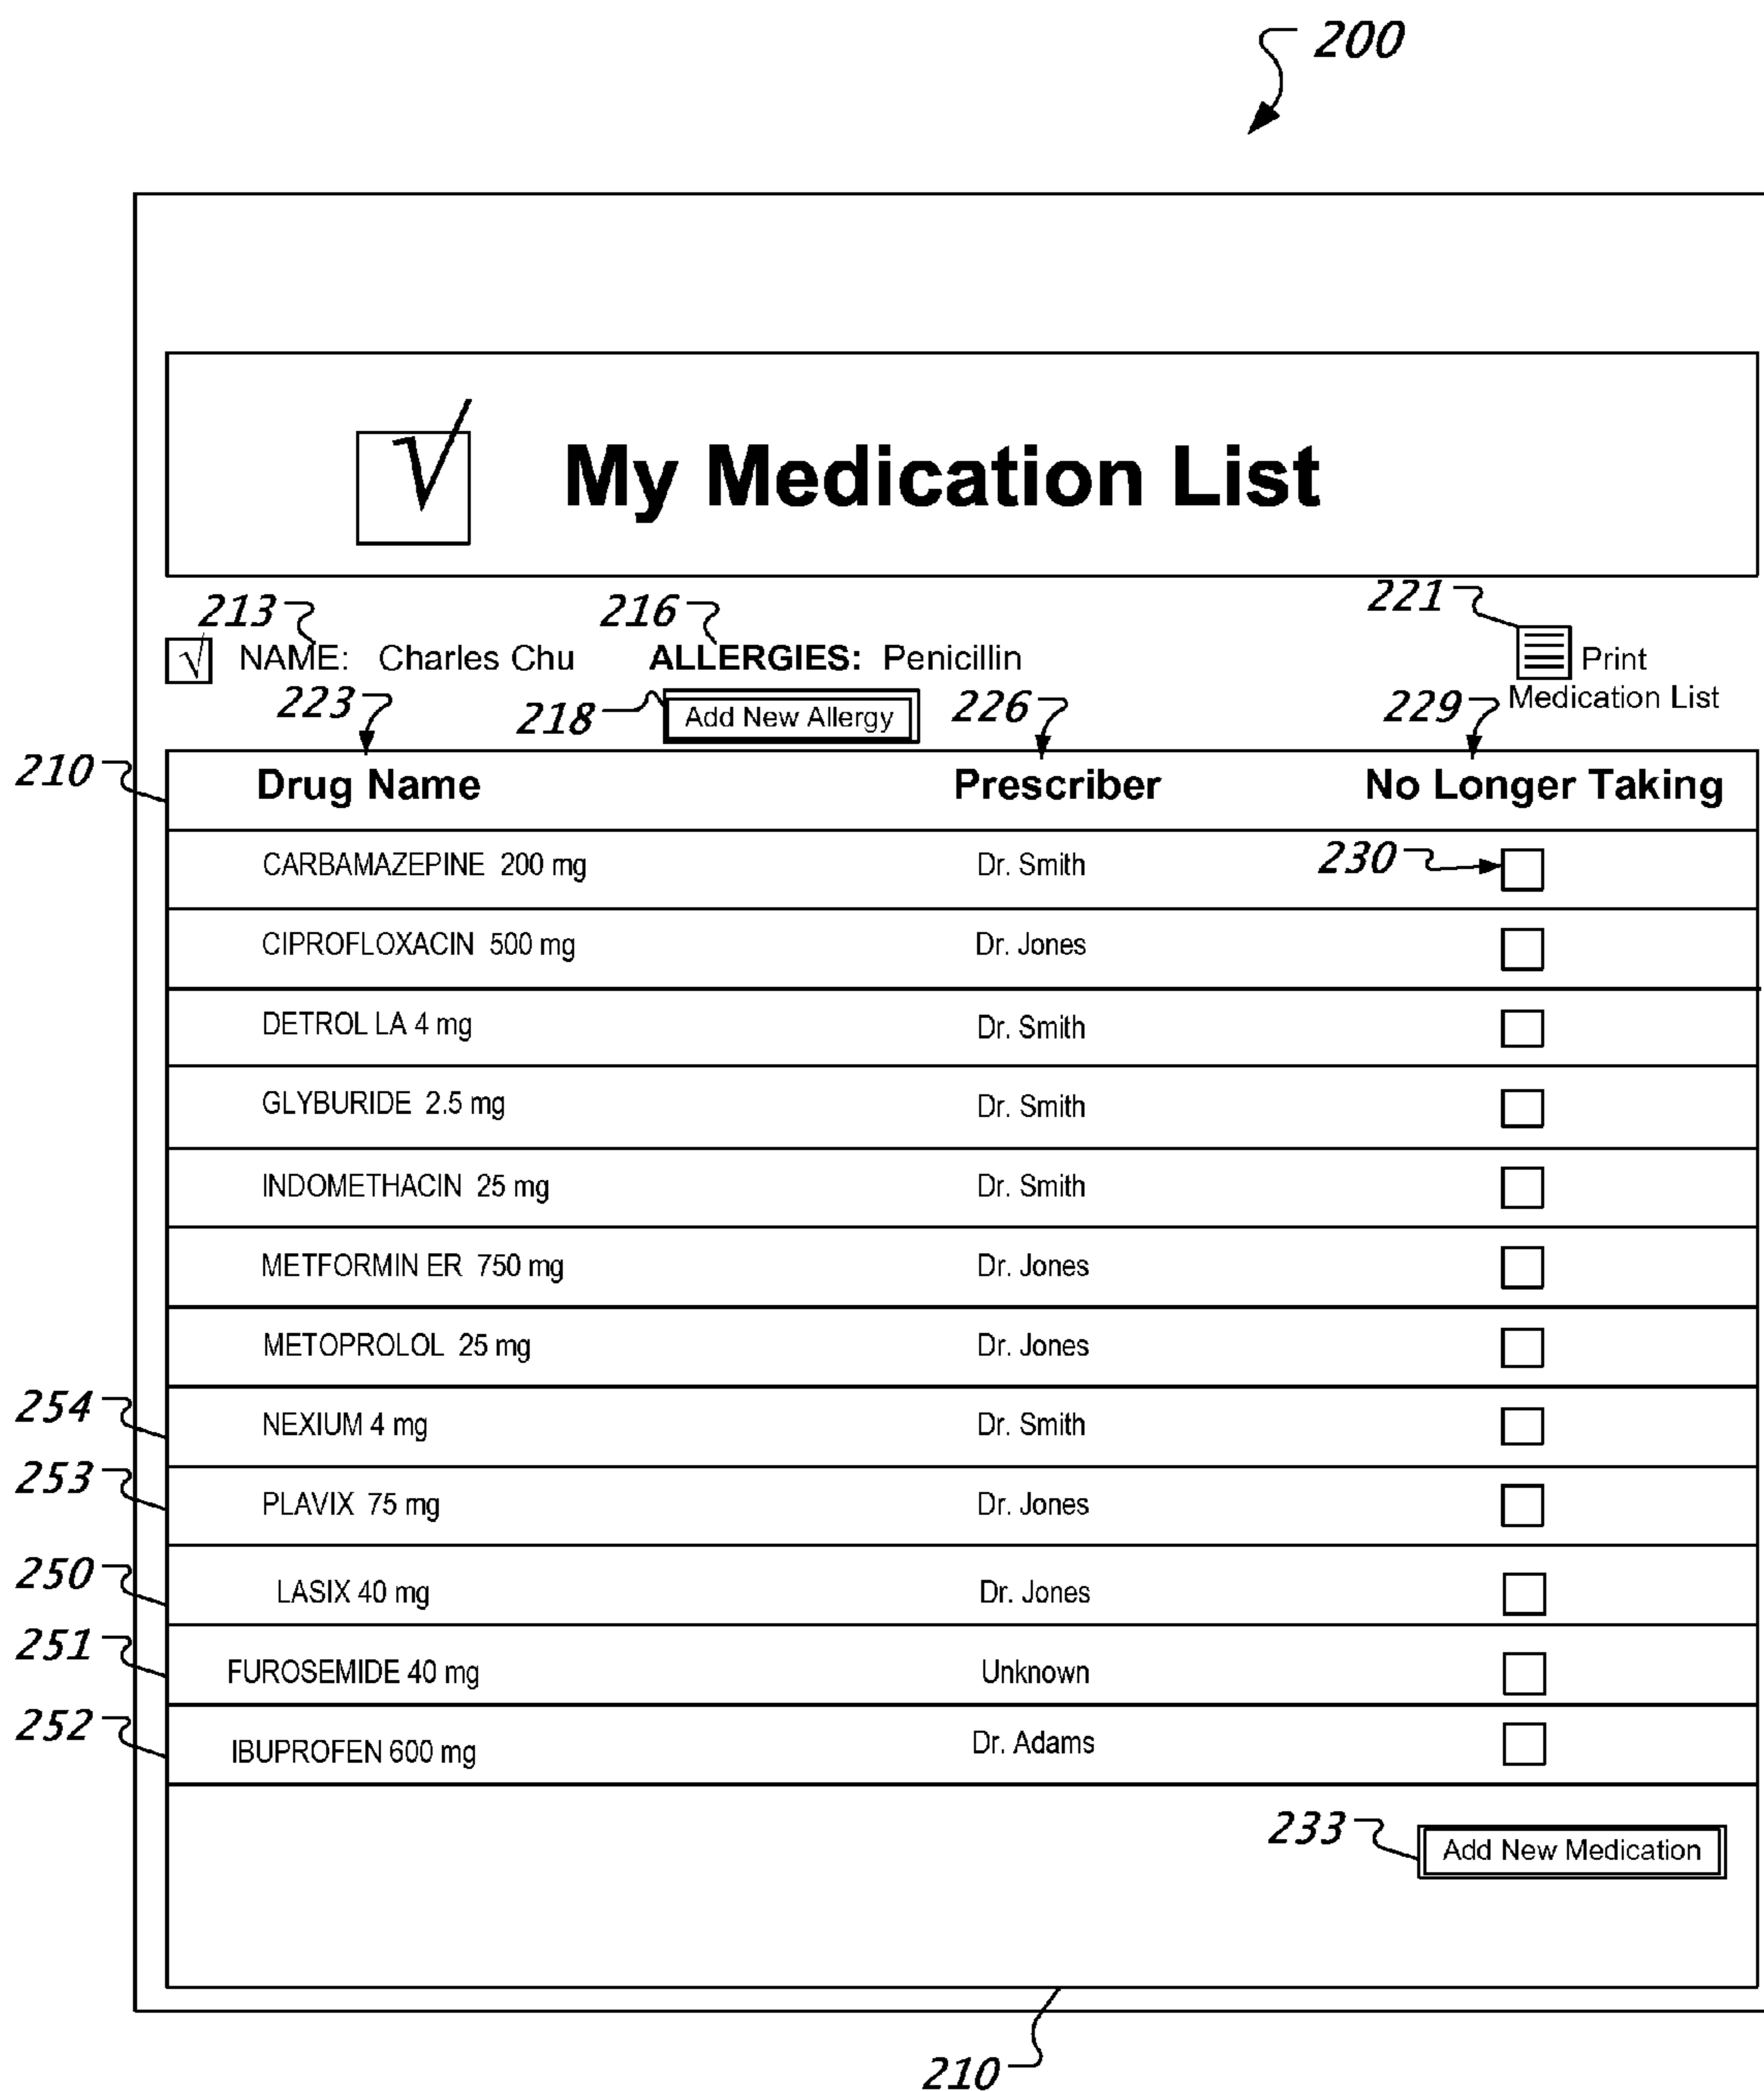 200
√ My Medication List
213 216 221
√ NAME: Charles Chu ALLERGIES: Penicillin Print
223 218 Add New Allergy 226 229 Medication List
210 Drug Name Prescriber No Longer Taking
CARBAMAZEPINE 200 mg Dr. Smith 230
CIPROFLOXACIN 500 mg Dr. Jones
DETROL LA 4 mg Dr. Smith
GLYBURIDE 2.5 mg Dr. Smith
INDOMETHACIN 25 mg Dr. Smith
METFORMIN ER 750 mg Dr. Jones
METOPROLOL 25 mg Dr. Jones
254 NEXIUM 4 mg Dr. Smith
253 PLAVIX 75 mg Dr. Jones
250 LASIX 40 mg Dr. Jones
251 FUROSEMIDE 40 mg Unknown
252 IBUPROFEN 600 mg Dr. Adams
233 Add New Medication
210